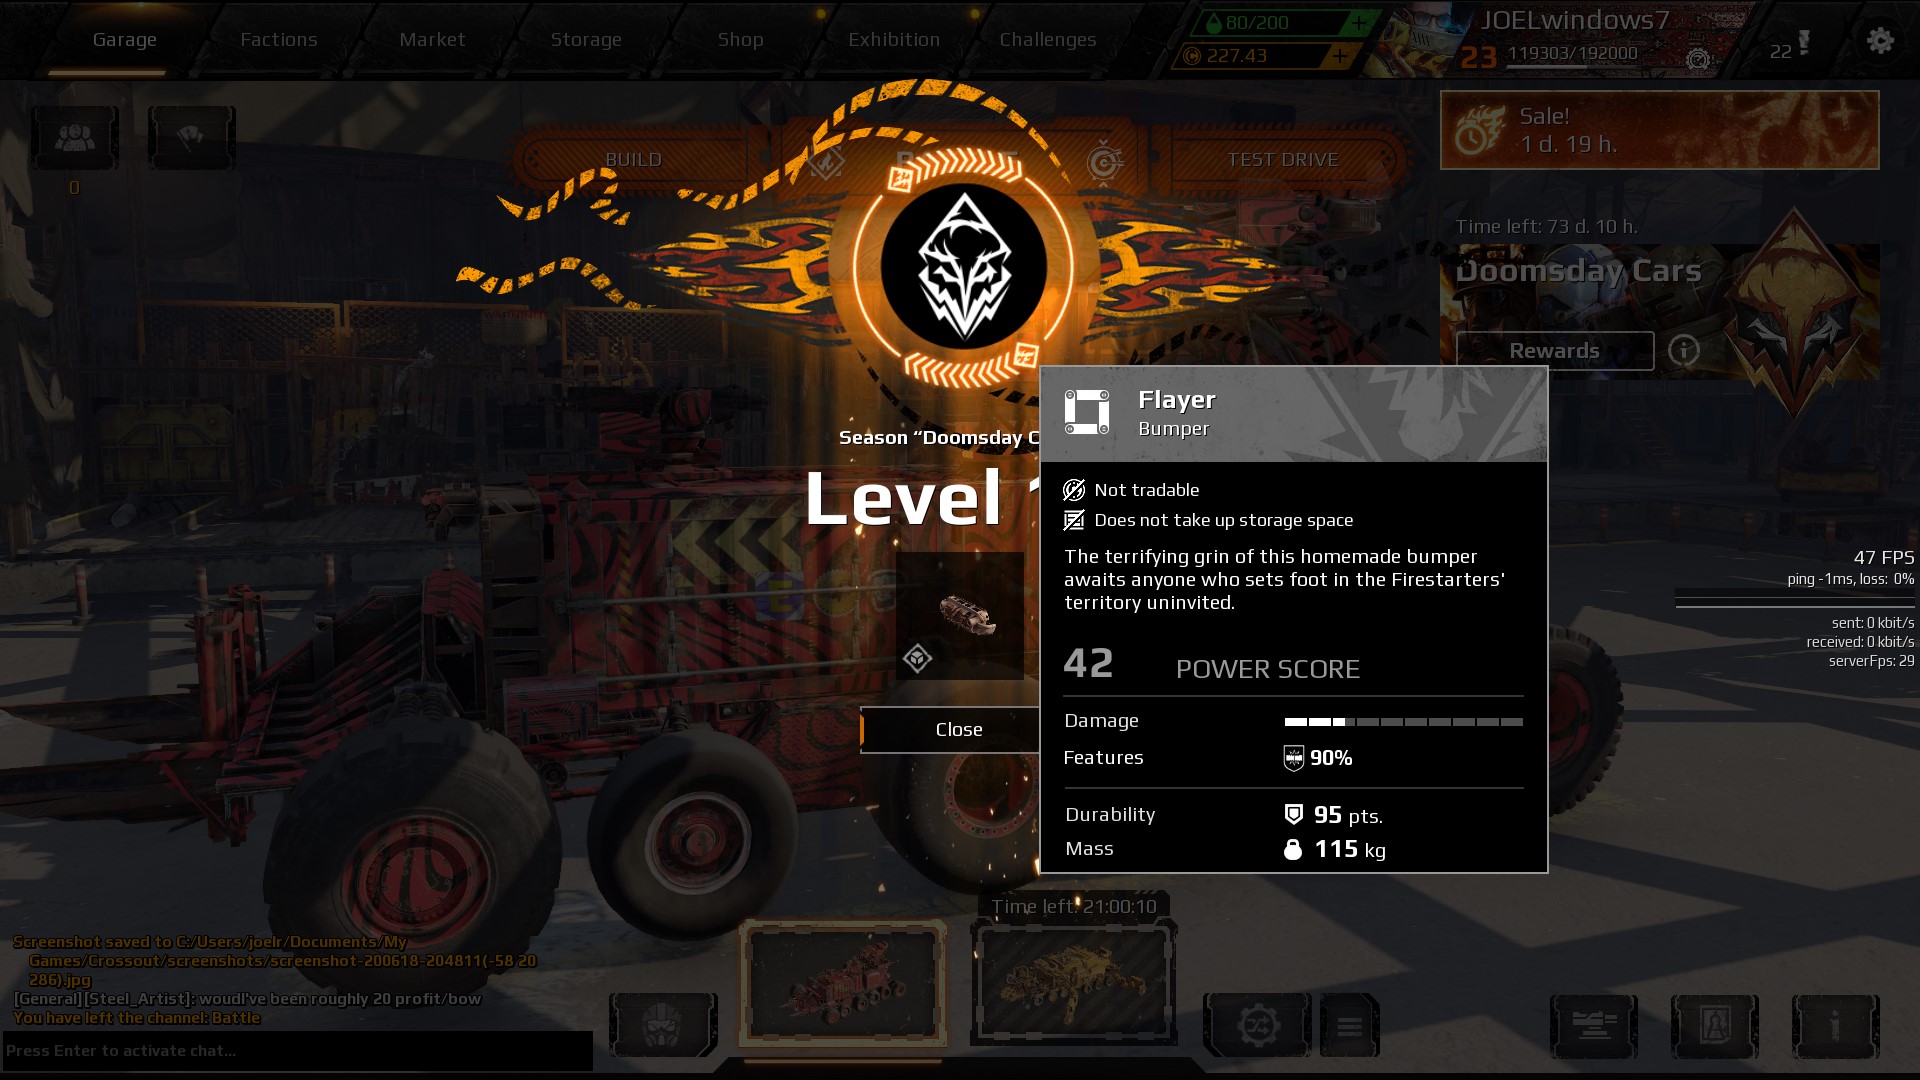 Garage
Factions
Market
Storage
Shop
Exhibition
Challenges
80/200
227.43
JOELwindows7
23
119303/192000
22
0
BUILD
TEST DRIVE
Sale!
1 d. 19 h.
Time left: 73 d. 10 h.
Doomsday Cars
Rewards
Season “Doomsday C
Level
Close
Flayer
Bumper
Not tradable
Does not take up storage space
The terrifying grin of this homemade bumper
awaits anyone who sets foot in the Firestarters'
territory uninvited.
42 POWER SCORE
Damage
Features 90%
Durability 95 pts.
Mass 115 kg
47 FPS
ping -1ms, loss: 0%
sent: 0 kbit/s
received: 0 kbit/s
serverFps: 29
Time left: 21:00:10
Screenshot saved to C:/Users/joelr/Documents/My
Games/Crossout/screenshots/screenshot-200618-204811(-58 20
286).jpg
[General][Steel_Artist]: woudl've been roughly 20 profit/bow
You have left the channel: Battle
Press Enter to activate chat...